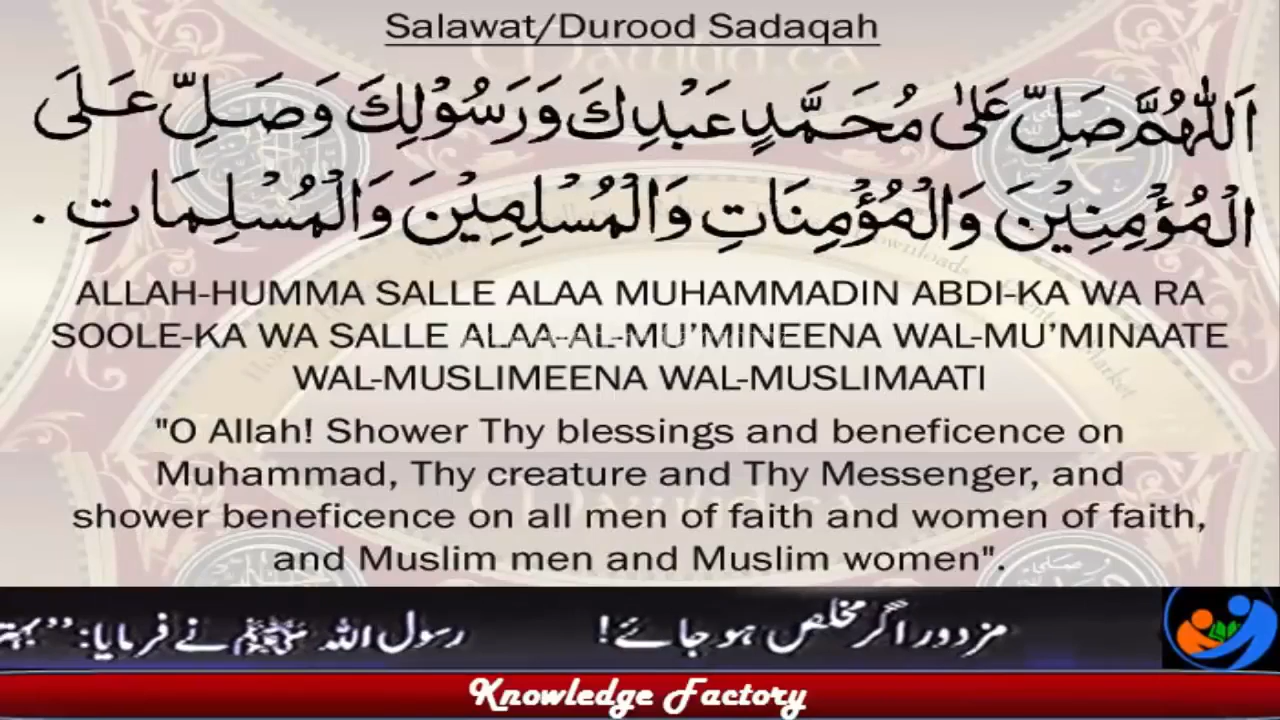 Salawat/Durood Sadaqah
اَللّٰهُمَّ صَلِّ عَلٰى مُحَمَّدٍ عَبْدِكَ وَرَسُوْلِكَ وَصَلِّ عَلَى
الْمُؤْمِنِيْنَ وَالْمُؤْمِنَاتِ وَالْمُسْلِمِيْنَ وَالْمُسْلِمَاتِ .
ALLAH-HUMMA SALLE ALAA MUHAMMADIN ABDI-KA WA RA
SOOLE-KA WA SALLE ALAA-AL-MU’MINEENA WAL-MU’MINAATE
WAL-MUSLIMEENA WAL-MUSLIMAATI
"O Allah! Shower Thy blessings and beneficence on
Muhammad, Thy creature and Thy Messenger, and
shower beneficence on all men of faith and women of faith,
and Muslim men and Muslim women".
مزدور اگر مخلص ہو جائے! رسول اللہ ﷺ نے فرمایا: ’’بہتر
Knowledge Factory